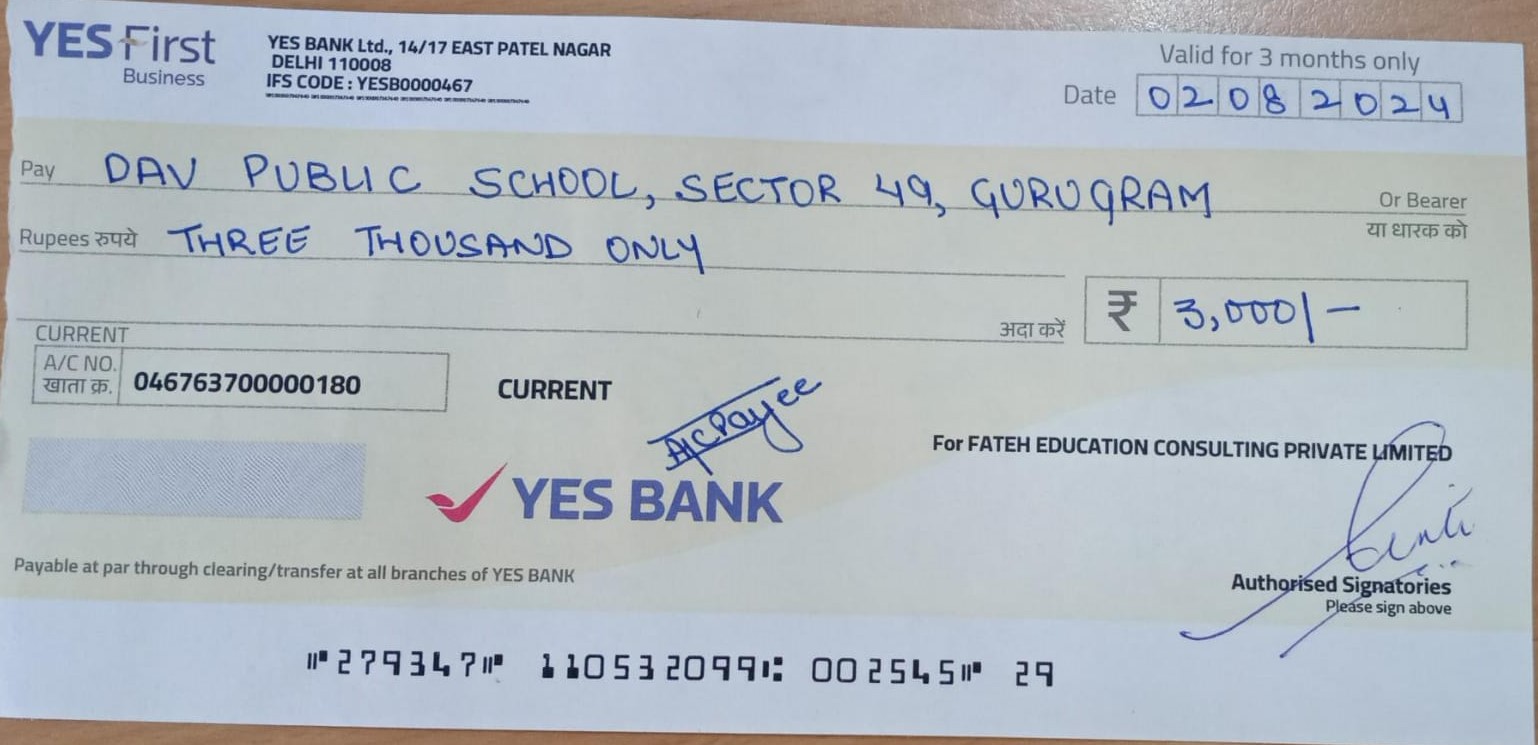 YES First
Business
YES BANK Ltd., 14/17 EAST PATEL NAGAR
DELHI 110008
IFS CODE : YESB0000467
Valid for 3 months only
Date 02082024
Pay DAV PUBLIC SCHOOL, SECTOR 49, GURUGRAM Or Bearer
या धारक को
Rupees रुपये THREE THOUSAND ONLY
अदा करें ₹ 3,000/-
CURRENT
A/C NO.
खाता क्र. 046763700000180
CURRENT
A/c Payee
YES BANK
For FATEH EDUCATION CONSULTING PRIVATE LIMITED
Payable at par through clearing/transfer at all branches of YES BANK
Authorised Signatories
Please sign above
⑈279347⑈ 110532099⑆ 002545⑈ 29